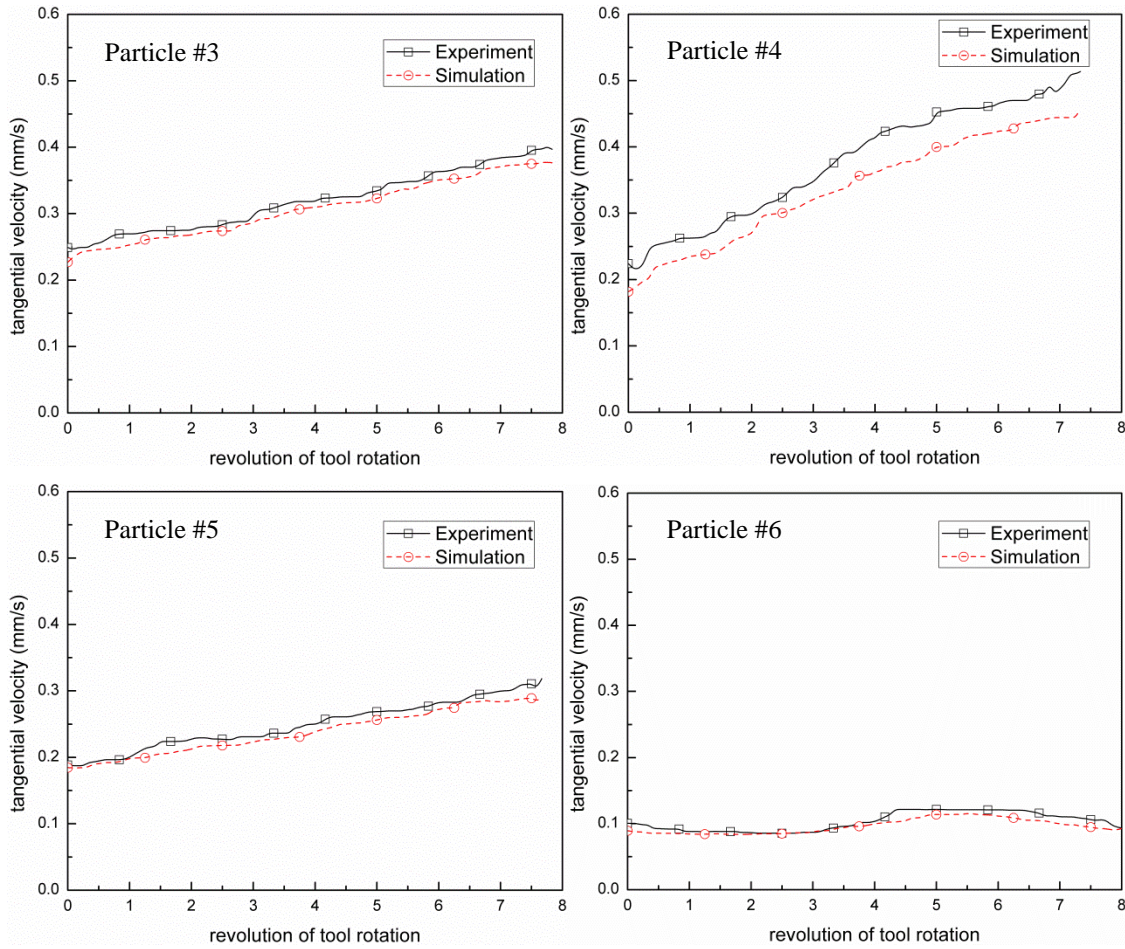 Particle #3
Experiment
Simulation
tangential velocity (mm/s)
0.6
0.5
0.4
0.3
0.2
0.1
0.0
0 1 2 3 4 5 6 7 8
revolution of tool rotation
Particle #4
Experiment
Simulation
tangential velocity (mm/s)
0.6
0.5
0.4
0.3
0.2
0.1
0.0
0 1 2 3 4 5 6 7 8
revolution of tool rotation
Particle #5
Experiment
Simulation
tangential velocity (mm/s)
0.6
0.5
0.4
0.3
0.2
0.1
0.0
0 1 2 3 4 5 6 7 8
revolution of tool rotation
Particle #6
Experiment
Simulation
tangential velocity (mm/s)
0.6
0.5
0.4
0.3
0.2
0.1
0.0
0 1 2 3 4 5 6 7 8
revolution of tool rotation